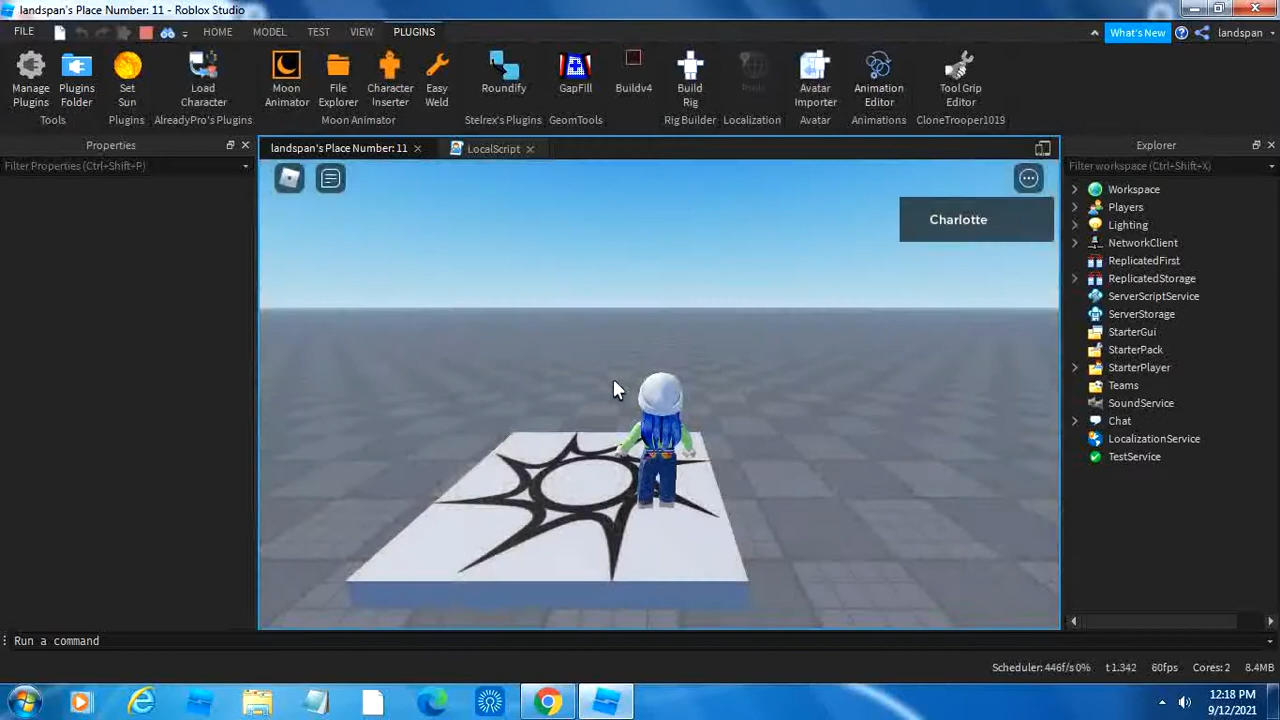 landspan's Place Number: 11 - Roblox Studio
FILE HOME MODEL TEST VIEW PLUGINS What's New landspan
Manage Plugins
Plugins Folder
Tools
Set Sun
Plugins
Load Character
AlreadyPro's Plugins
Moon Animator
File Explorer
Character Inserter
Easy Weld
Moon Animator
Roundify
Stelrex's Plugins
GapFill
GeomTools
Buildv4
Build Rig
Rig Builder
Localization
Avatar Importer
Avatar
Animation Editor
Animations
Tool Grip Editor
CloneTrooper1019
Properties
Filter Properties (Ctrl+Shift+P)
landspan's Place Number: 11 LocalScript
Charlotte
Explorer
Filter workspace (Ctrl+Shift+X)
Workspace
Players
Lighting
NetworkClient
ReplicatedFirst
ReplicatedStorage
ServerScriptService
ServerStorage
StarterGui
StarterPack
StarterPlayer
Teams
SoundService
Chat
LocalizationService
TestService
Run a command
Scheduler: 446f/s 0% t 1.342 60fps Cores: 2 8.4MB
12:18 PM
9/12/2021